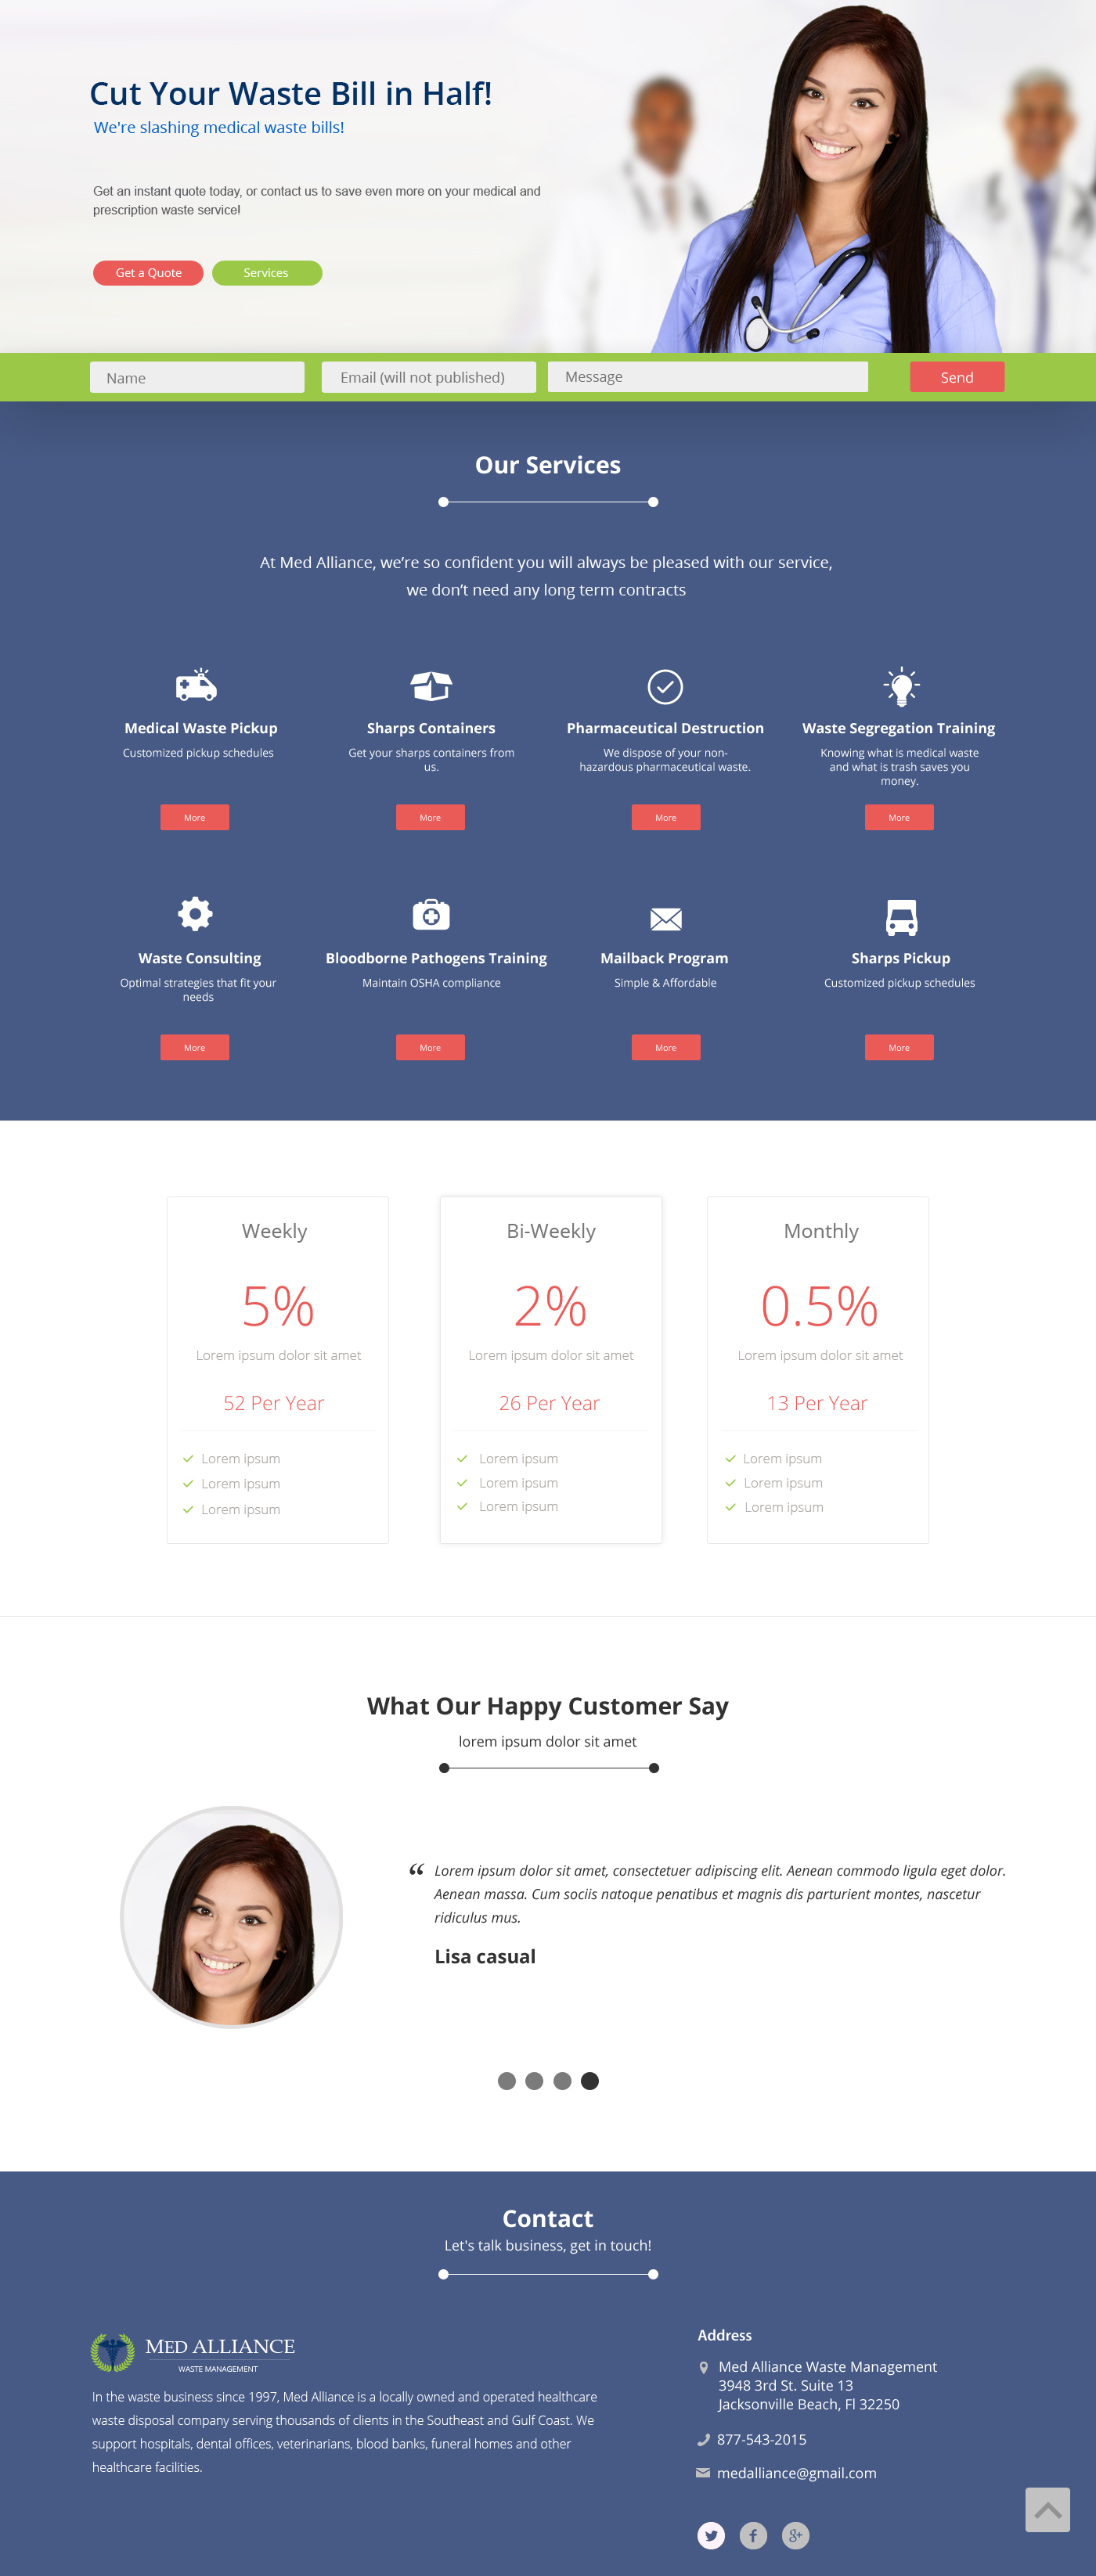 Cut Your Waste Bill in Half!
We're slashing medical waste bills!
Get an instant quote today, or contact us to save even more on your medical and
prescription waste service!
Get a Quote
Services
Name
Email (will not published)
Message
Send
Our Services
At Med Alliance, we're so confident you will always be pleased with our service,
we don't need any long term contracts
Medical Waste Pickup
Customized pickup schedules
More
Sharps Containers
Get your sharps containers from
us.
More
Pharmaceutical Destruction
We dispose of your non-
hazardous pharmaceutical waste.
More
Waste Segregation Training
Knowing what is medical waste
and what is trash saves you
money.
More
Waste Consulting
Optimal strategies that fit your
needs
More
Bloodborne Pathogens Training
Maintain OSHA compliance
More
Mailback Program
Simple & Affordable
More
Sharps Pickup
Customized pickup schedules
More
Weekly
5%
Lorem ipsum dolor sit amet
52 Per Year
Lorem ipsum
Lorem ipsum
Lorem ipsum
Bi-Weekly
2%
Lorem ipsum dolor sit amet
26 Per Year
Lorem ipsum
Lorem ipsum
Lorem ipsum
Monthly
0.5%
Lorem ipsum dolor sit amet
13 Per Year
Lorem ipsum
Lorem ipsum
Lorem ipsum
What Our Happy Customer Say
lorem ipsum dolor sit amet
“ Lorem ipsum dolor sit amet, consectetuer adipiscing elit. Aenean commodo ligula eget dolor.
Aenean massa. Cum sociis natoque penatibus et magnis dis parturient montes, nascetur
ridiculus mus.
Lisa casual
Contact
Let's talk business, get in touch!
MED ALLIANCE
WASTE MANAGEMENT
In the waste business since 1997, Med Alliance is a locally owned and operated healthcare
waste disposal company serving thousands of clients in the Southeast and Gulf Coast. We
support hospitals, dental offices, veterinarians, blood banks, funeral homes and other
healthcare facilities.
Address
Med Alliance Waste Management
3948 3rd St. Suite 13
Jacksonville Beach, Fl 32250
877-543-2015
medalliance@gmail.com